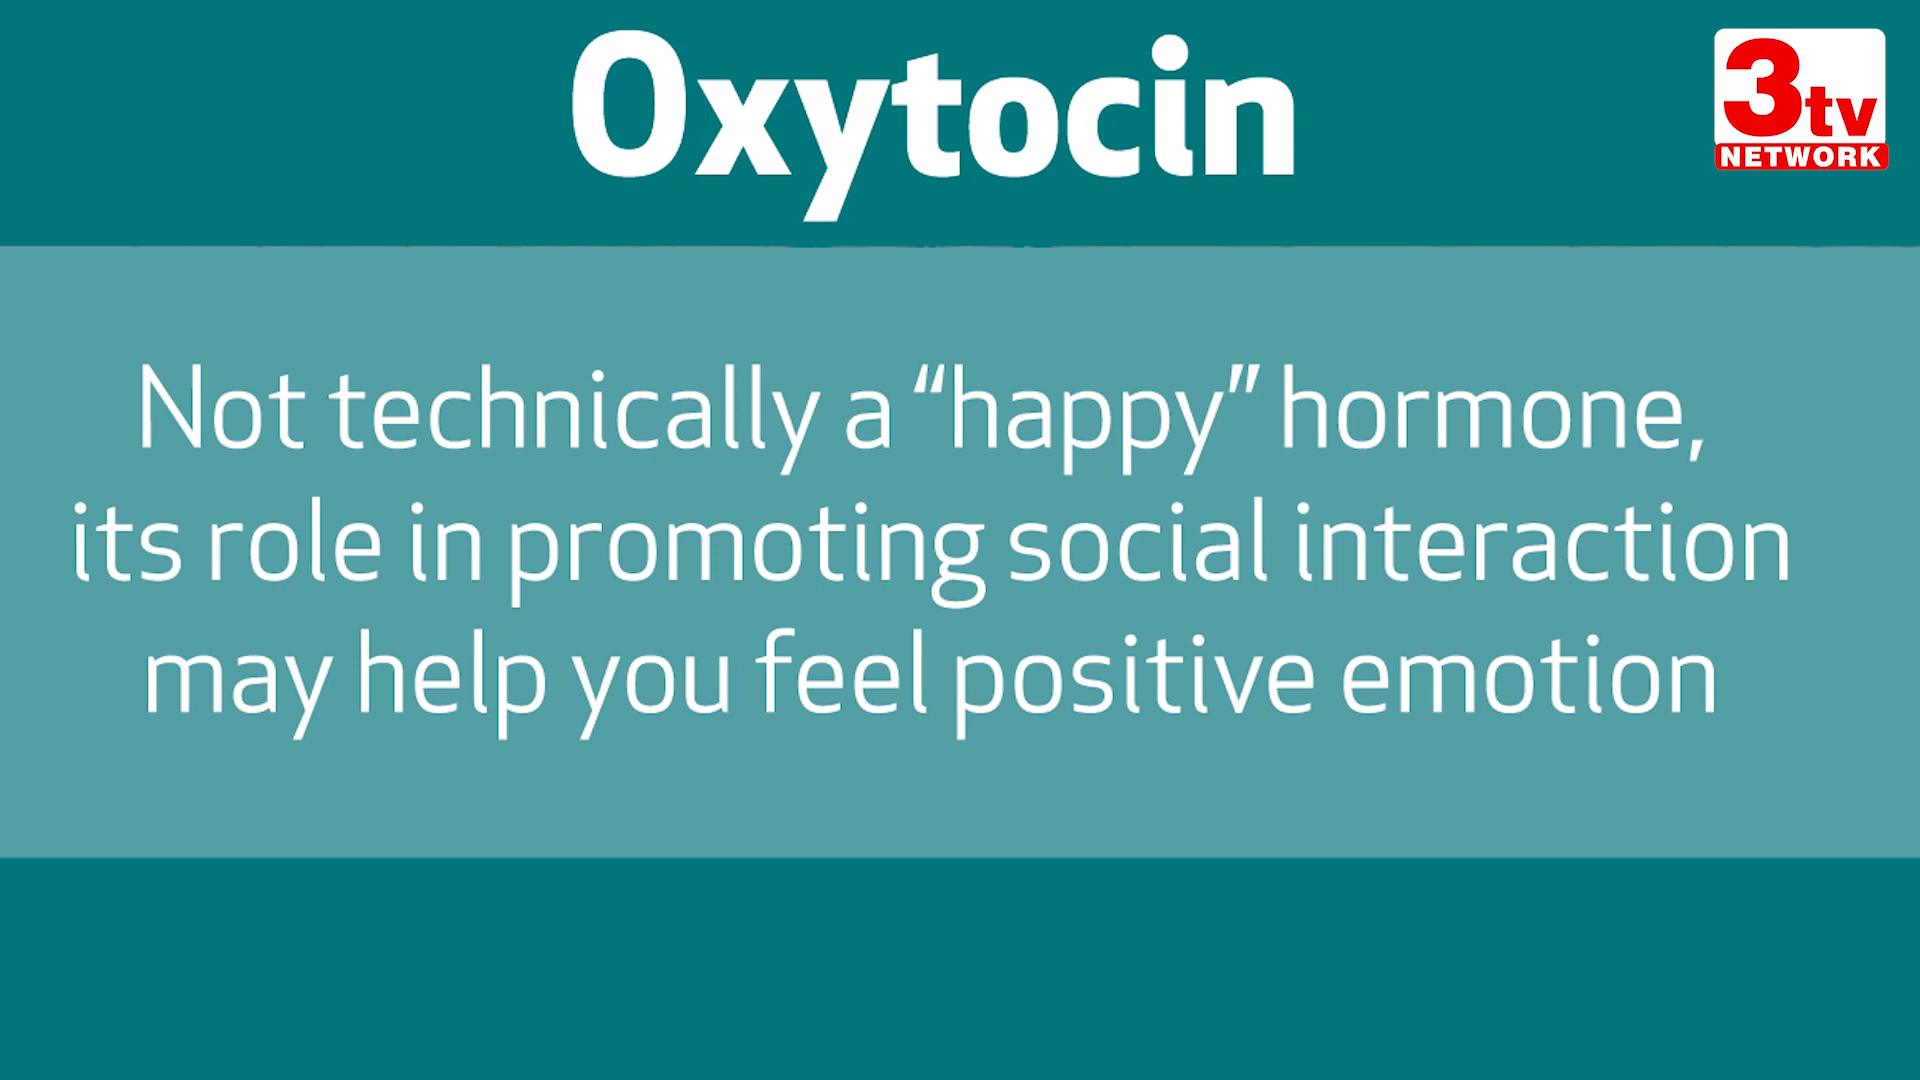 Oxytocin
3tv
NETWORK
Not technically a “happy” hormone,
its role in promoting social interaction
may help you feel positive emotion